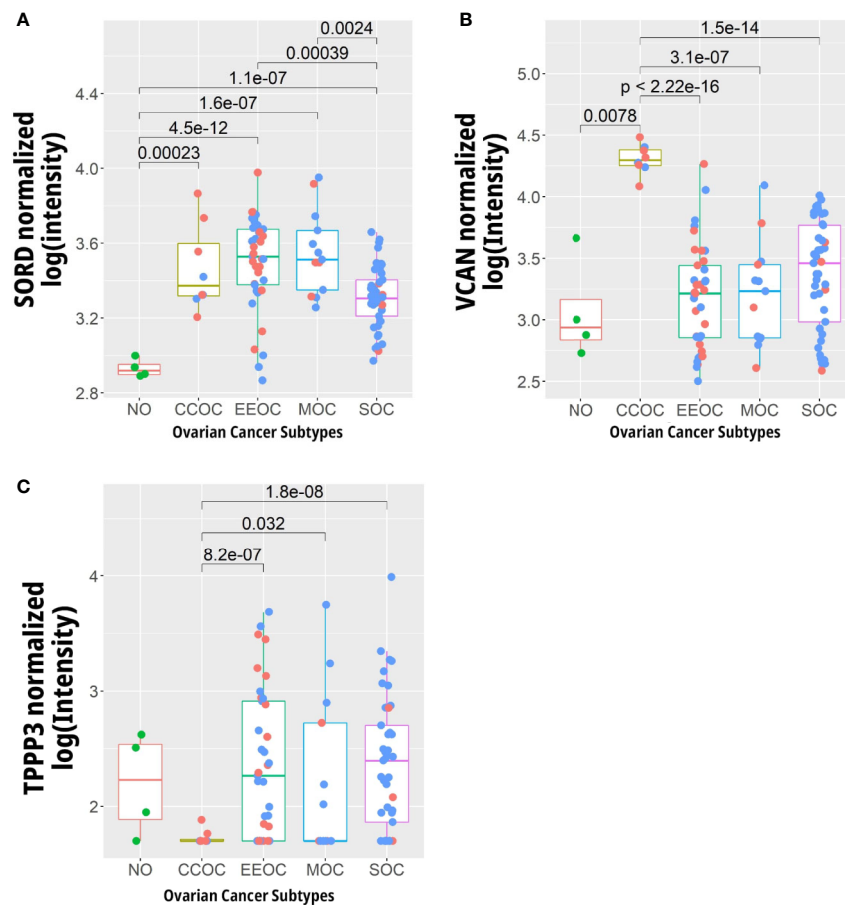 A
0.0024
0.00039
1.1e-07
1.6e-07
4.5e-12
0.00023
4.4
4.0
3.6
3.2
2.8
SORD normalized
log(intensity)
NO CCOC EEOC MOC SOC
Ovarian Cancer Subtypes
B
1.5e-14
3.1e-07
p < 2.22e-16
0.0078
5.0
4.5
4.0
3.5
3.0
2.5
VCAN normalized
log(Intensity)
NO CCOC EEOC MOC SOC
Ovarian Cancer Subtypes
C
1.8e-08
0.032
8.2e-07
4
3
2
TPPP3 normalized
log(Intensity)
NO CCOC EEOC MOC SOC
Ovarian Cancer Subtypes